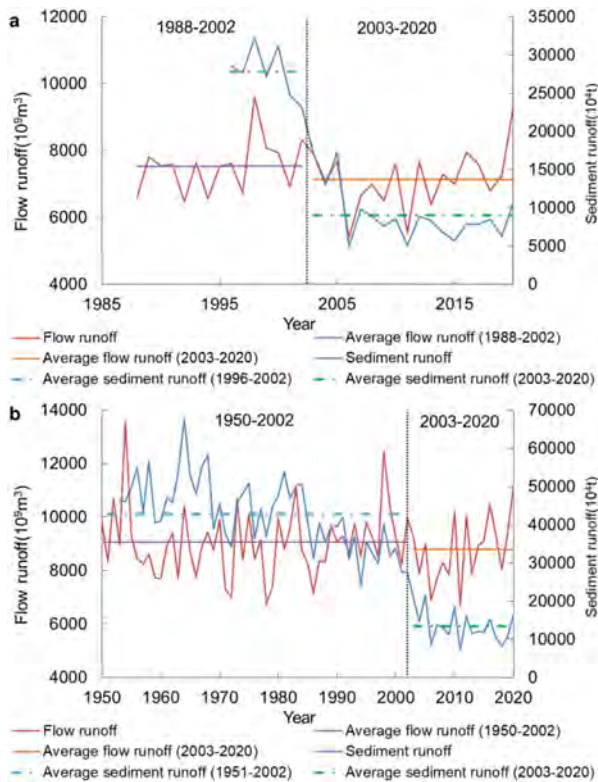 a
1988-2002
2003-2020
12000
10000
8000
6000
4000
Flow runoff(10⁹m³)
35000
30000
25000
20000
15000
10000
5000
0
Sediment runoff(10⁴t)
1985 1995 2005 2015
Year
Flow runoff Average flow runoff (1988-2002)
Average flow runoff (2003-2020) Sediment runoff
Average sediment runoff (1996-2002) Average sediment runoff (2003-2020)
b
1950-2002
2003-2020
14000
12000
10000
8000
6000
4000
Flow runoff(10⁹m³)
70000
60000
50000
40000
30000
20000
10000
0
Sediment runoff(10⁴t)
1950 1960 1970 1980 1990 2000 2010 2020
Year
Flow runoff Average flow runoff (1950-2002)
Average flow runoff (2003-2020) Sediment runoff
Average sediment runoff (1951-2002) Average sediment runoff (2003-2020)